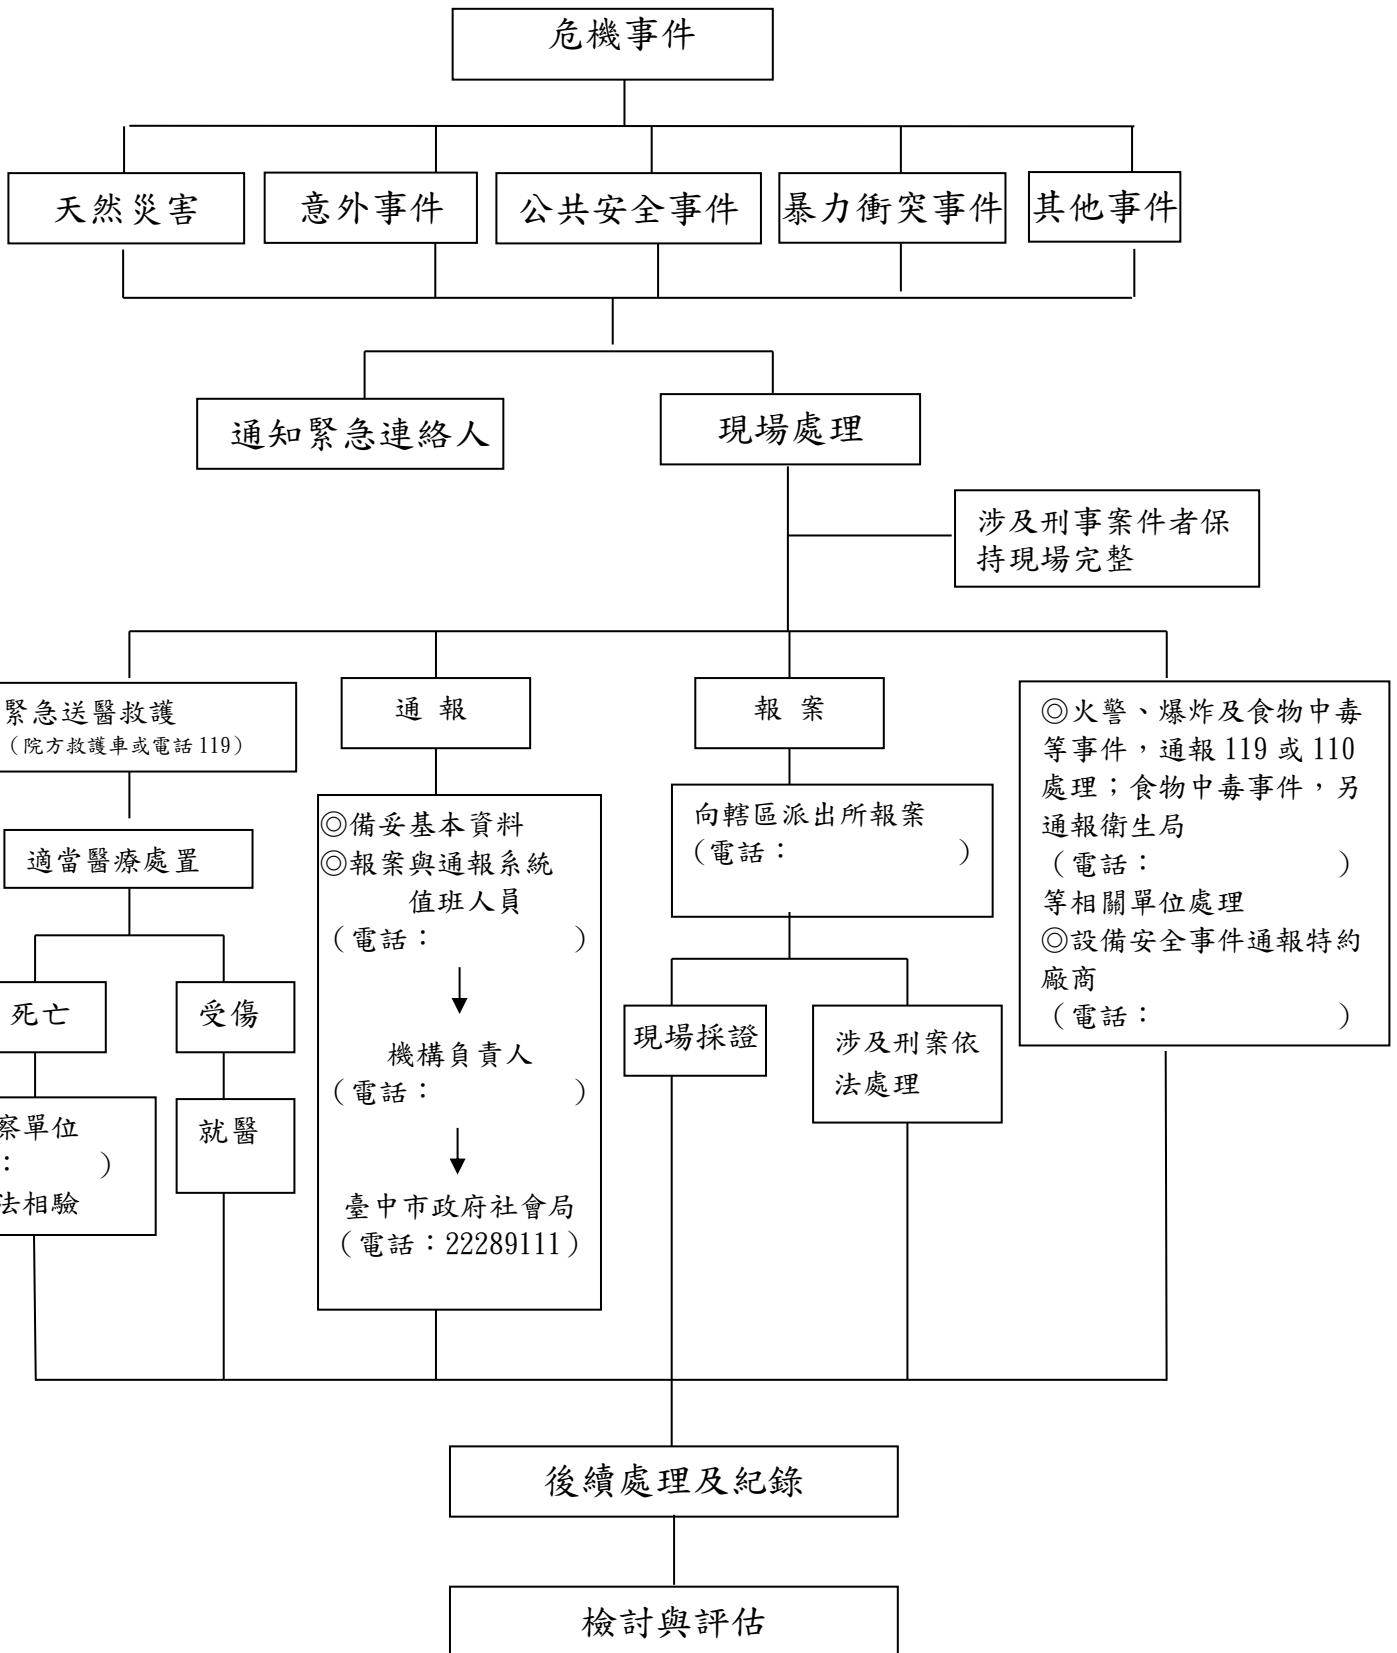 危機事件
天然災害
意外事件
公共安全事件
暴力衝突事件
其他事件
通知緊急連絡人
現場處理
涉及刑事案件者保
持現場完整
緊急送醫救護
（院方救護車或電話 119）
適當醫療處置
死亡
受傷
察單位
：　　　）
法相驗
就醫
通 報
◎備妥基本資料
◎報案與通報系統
值班人員
（電話：　　　　　）
機構負責人
（電話：　　　　　）
臺中市政府社會局
（電話：22289111）
報 案
向轄區派出所報案
(電話：　　　　　　)
現場採證
涉及刑案依
法處理
◎火警、爆炸及食物中毒
等事件，通報 119 或 110
處理；食物中毒事件，另
通報衛生局
（電話：　　　　　　）
等相關單位處理
◎設備安全事件通報特約
廠商
（電話：　　　　　　）
後續處理及紀錄
檢討與評估